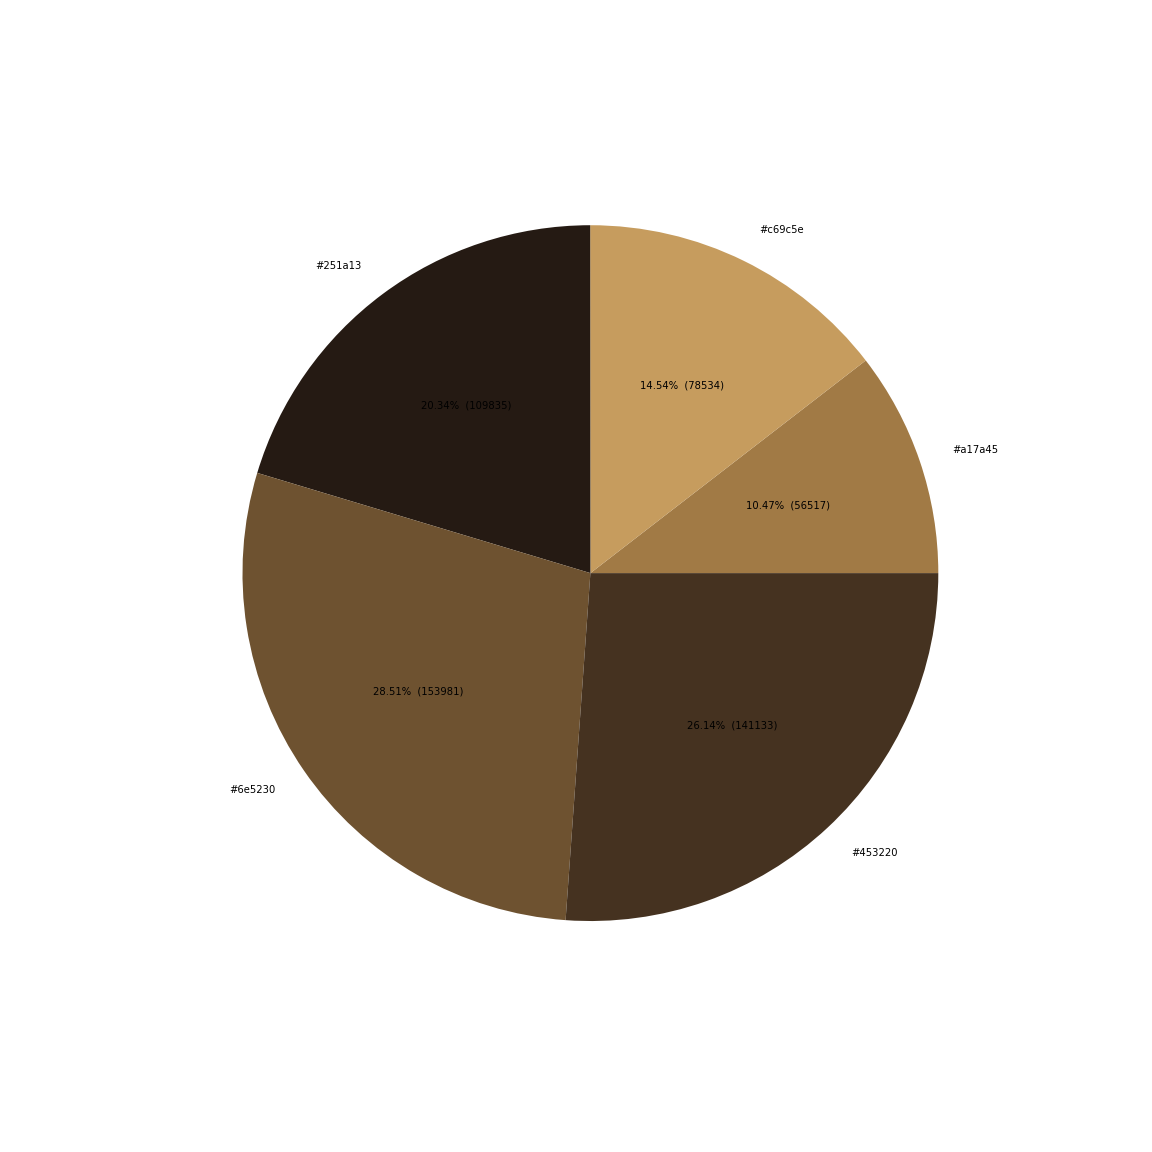 #c69c5e
#251a13
14.54%  (78534)
20.34%  (109835)
#a17a45
10.47%  (56517)
28.51%  (153981)
26.14%  (141133)
#6e5230
#453220